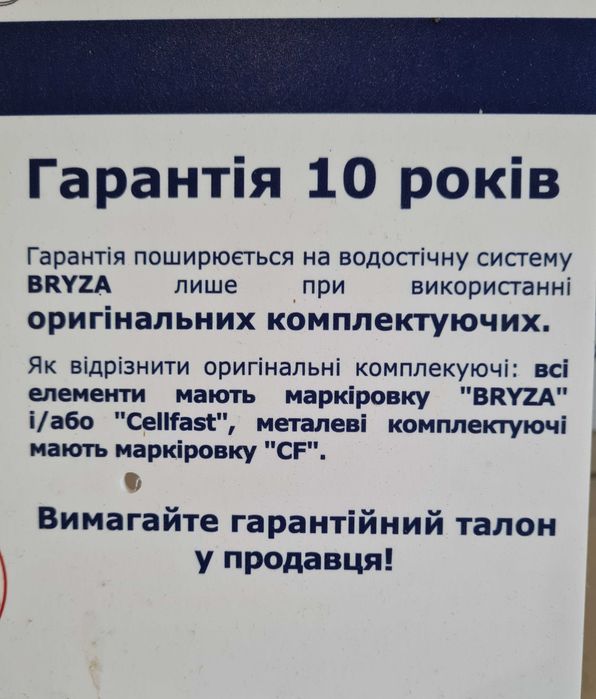 Гарантія 10 років
Гарантія поширюється на водостічну систему
BRYZA лише при використанні
оригінальних комплектуючих.
Як відрізнити оригінальні комплекуючі: всі
елементи мають маркіровку "BRYZA"
і/або "Cellfast", металеві комплектуючі
мають маркіровку "CF".
Вимагайте гарантійний талон
у продавця!